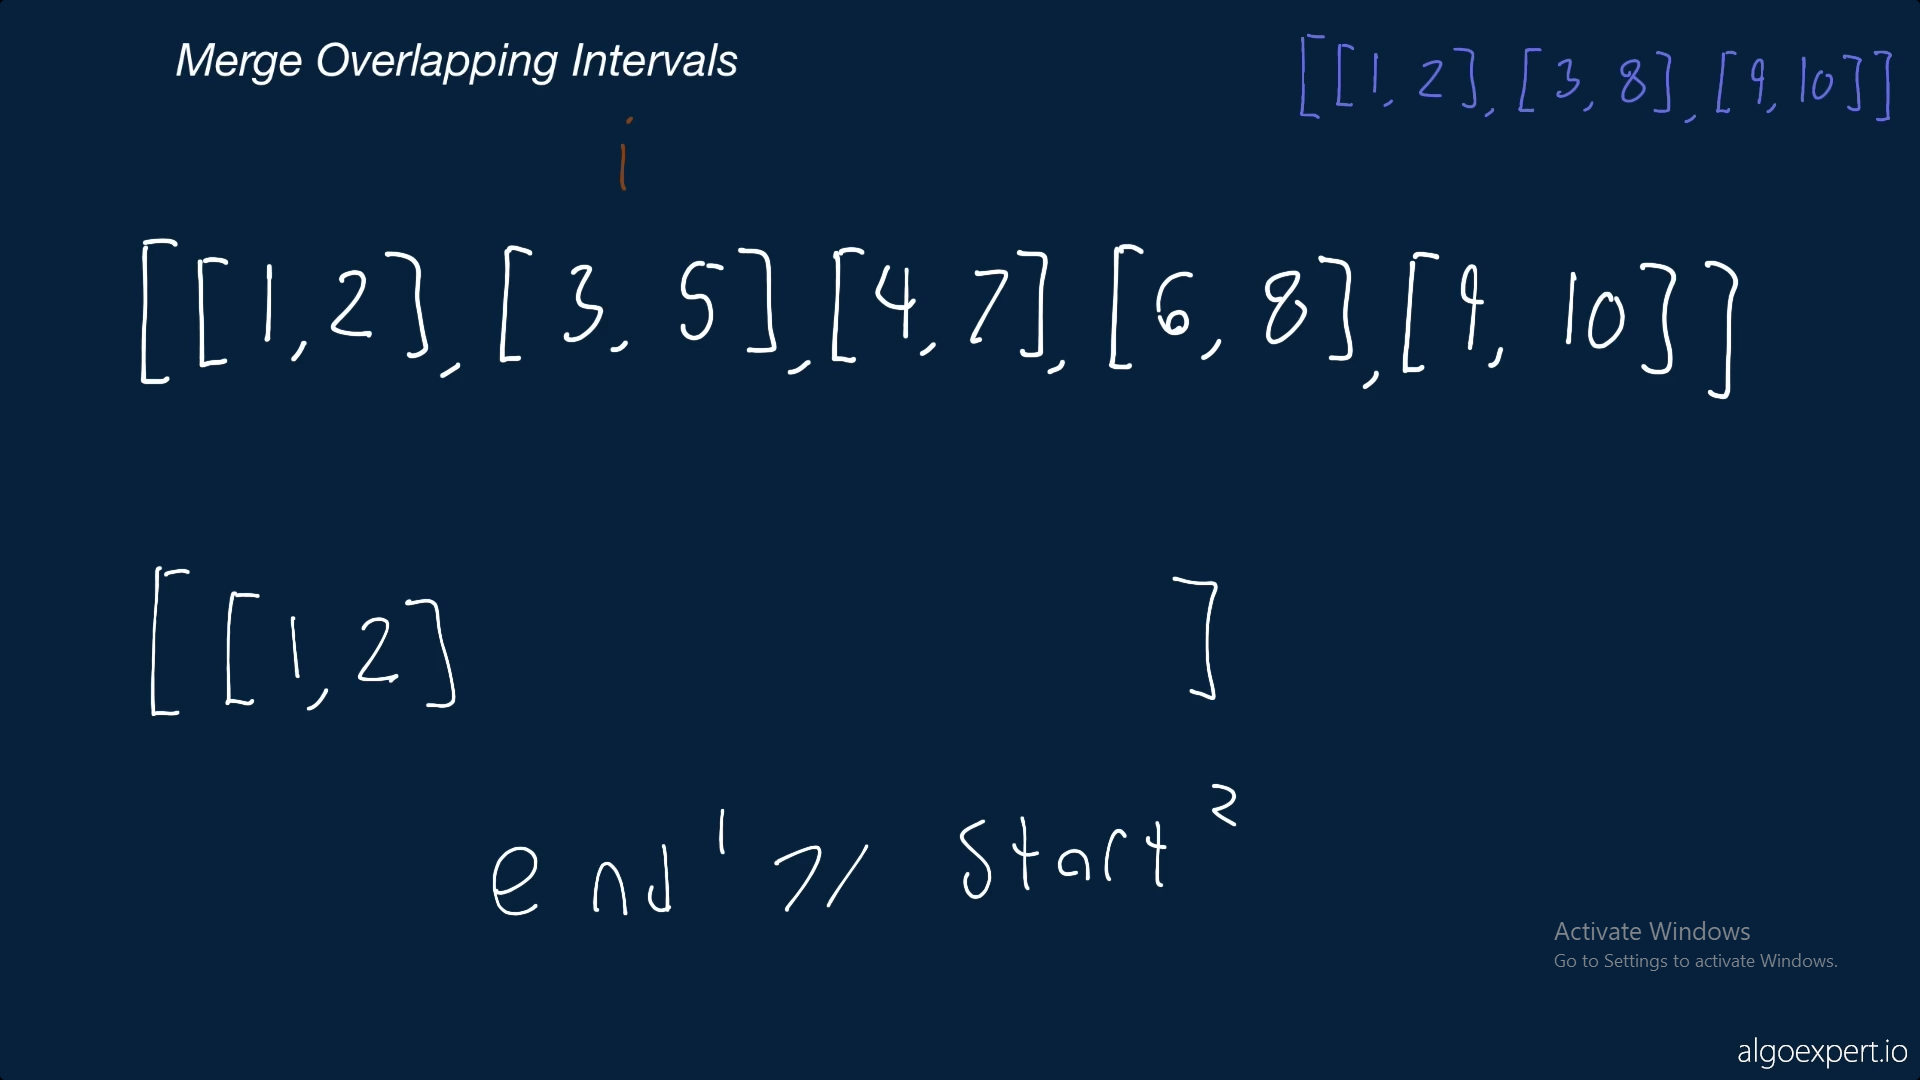 Merge Overlapping Intervals
[[1, 2], [3, 8], [9, 10]]
i
[[1, 2], [3, 5], [4, 7], [6, 8], [9, 10]]
[[1, 2] ]
end¹ ≥ start²
Activate Windows
Go to Settings to activate Windows.
algoexpert.io